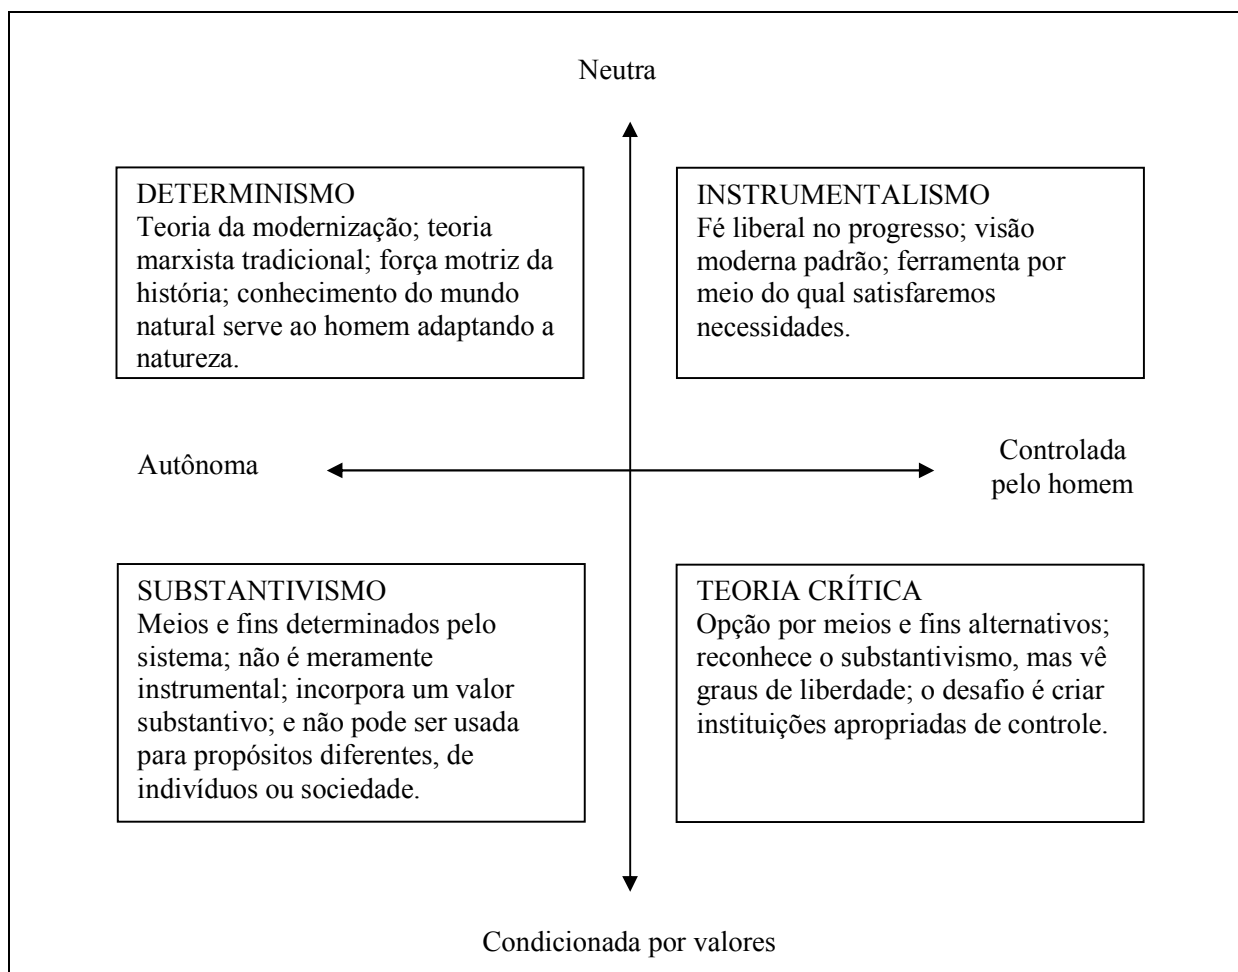 Neutra
DETERMINISMO
Teoria da modernização; teoria
marxista tradicional; força motriz da
história; conhecimento do mundo
natural serve ao homem adaptando a
natureza.
INSTRUMENTALISMO
Fé liberal no progresso; visão
moderna padrão; ferramenta por
meio do qual satisfaremos
necessidades.
Autônoma
Controlada
pelo homem
SUBSTANTIVISMO
Meios e fins determinados pelo
sistema; não é meramente
instrumental; incorpora um valor
substantivo; e não pode ser usada
para propósitos diferentes, de
indivíduos ou sociedade.
TEORIA CRÍTICA
Opção por meios e fins alternativos;
reconhece o substantivismo, mas vê
graus de liberdade; o desafio é criar
instituições apropriadas de controle.
Condicionada por valores